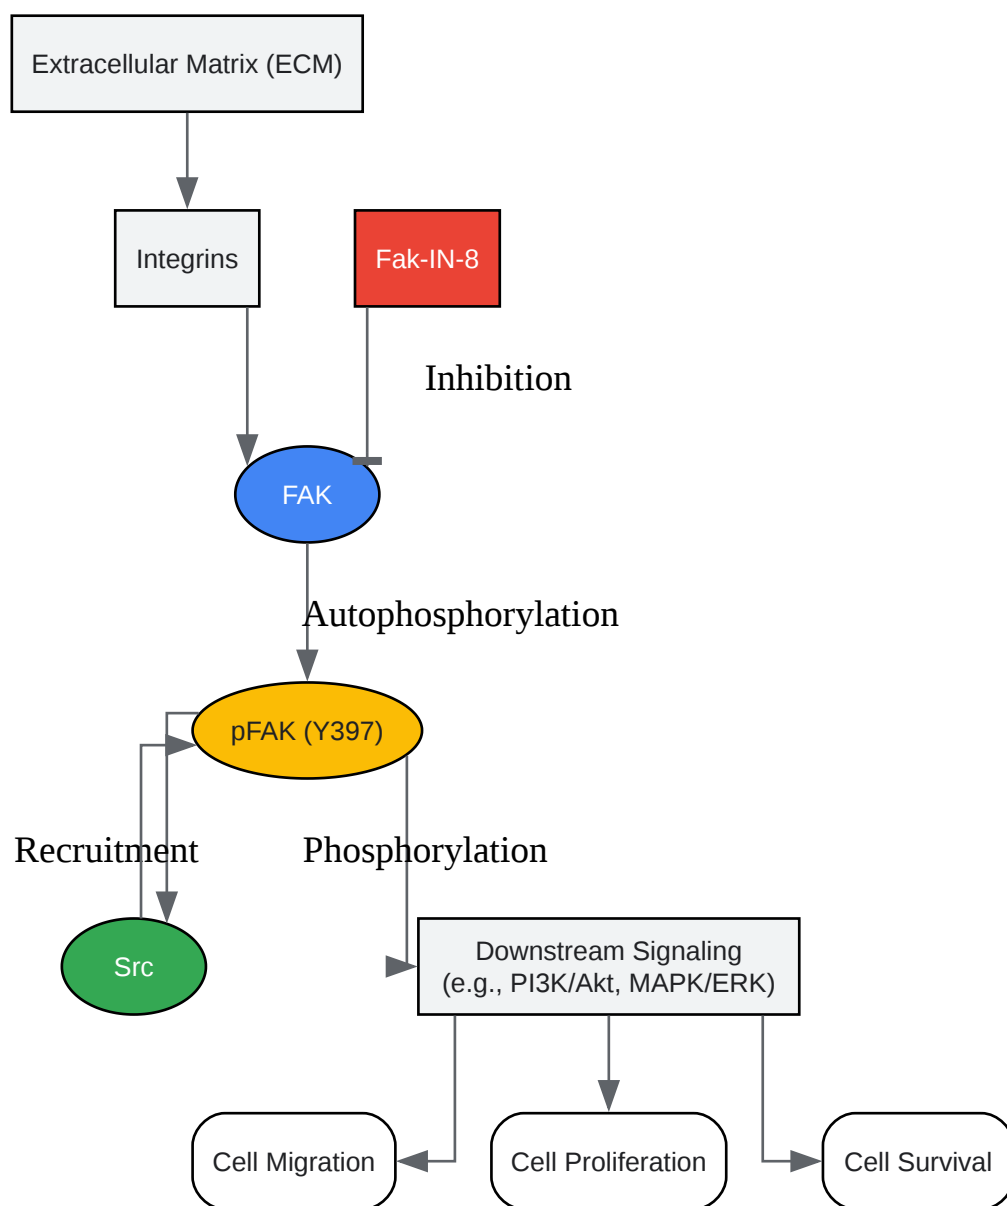 Extracellular Matrix (ECM)
Integrins
Fak-IN-8
Inhibition
FAK
Autophosphorylation
pFAK (Y397)
Recruitment
Phosphorylation
Src
Downstream Signaling
(e.g., PI3K/Akt, MAPK/ERK)
Cell Migration
Cell Proliferation
Cell Survival